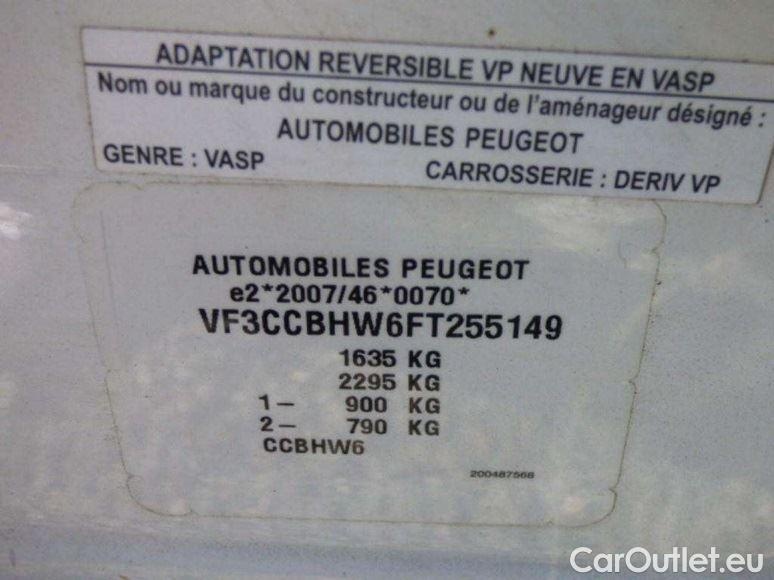 ADAPTATION REVERSIBLE VP NEUVE EN VASP
Nom ou marque du constructeur ou de l'aménageur désigné :
AUTOMOBILES PEUGEOT
GENRE : VASP CARROSSERIE : DERIV VP
AUTOMOBILES PEUGEOT
e2*2007/46*0070*
VF3CCBHW6FT255149
1635 KG
2295 KG
1- 900 KG
2- 790 KG
CCBHW6
200487568
CarOutlet.eu